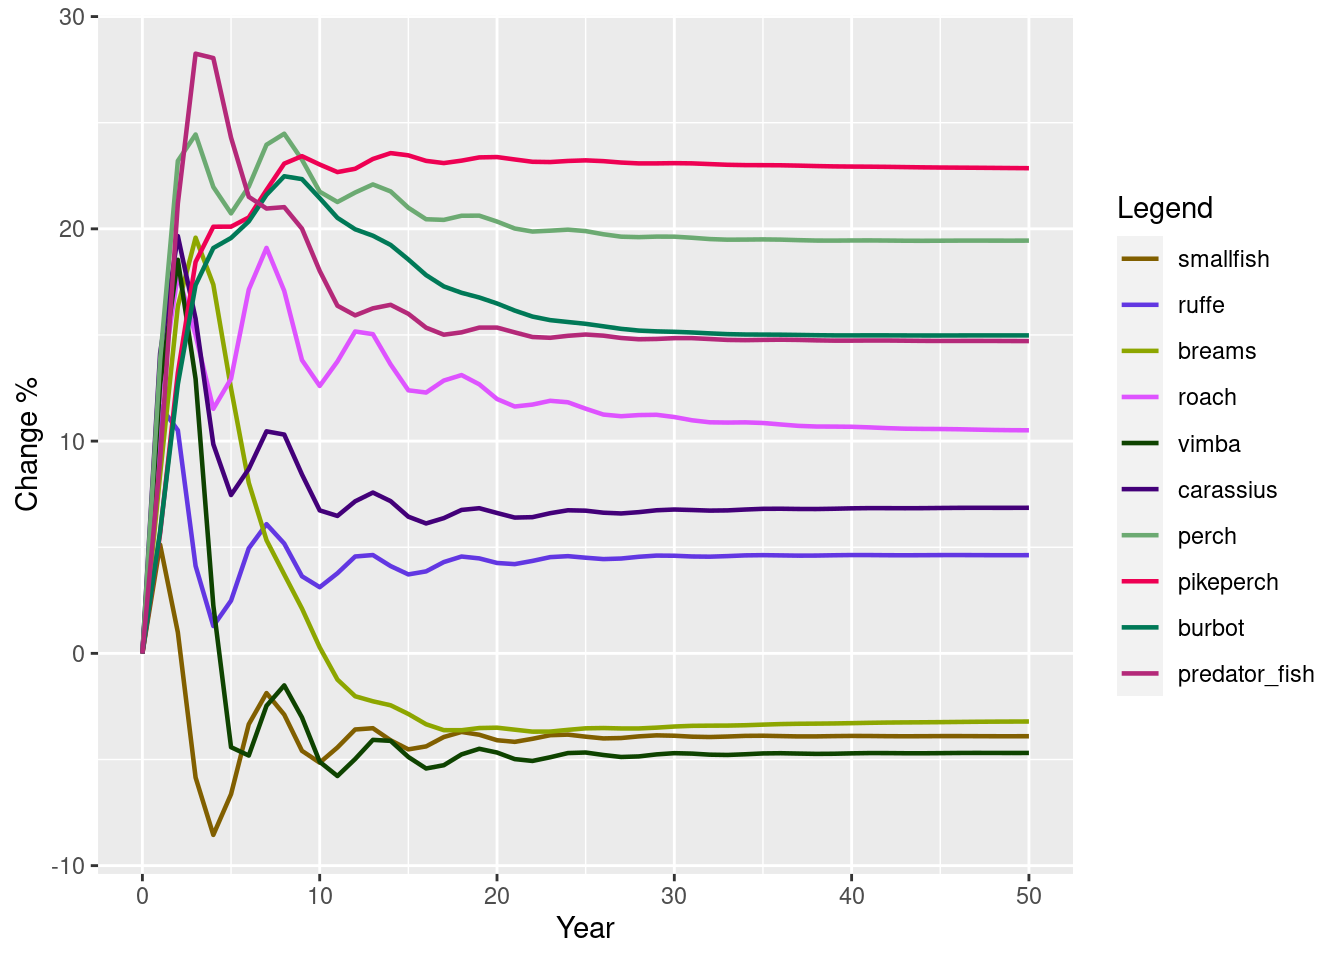 30
20
10
0
-10
Change %
0 10 20 30 40 50
Year
Legend
smallfish
ruffe
breams
roach
vimba
carassius
perch
pikeperch
burbot
predator_fish